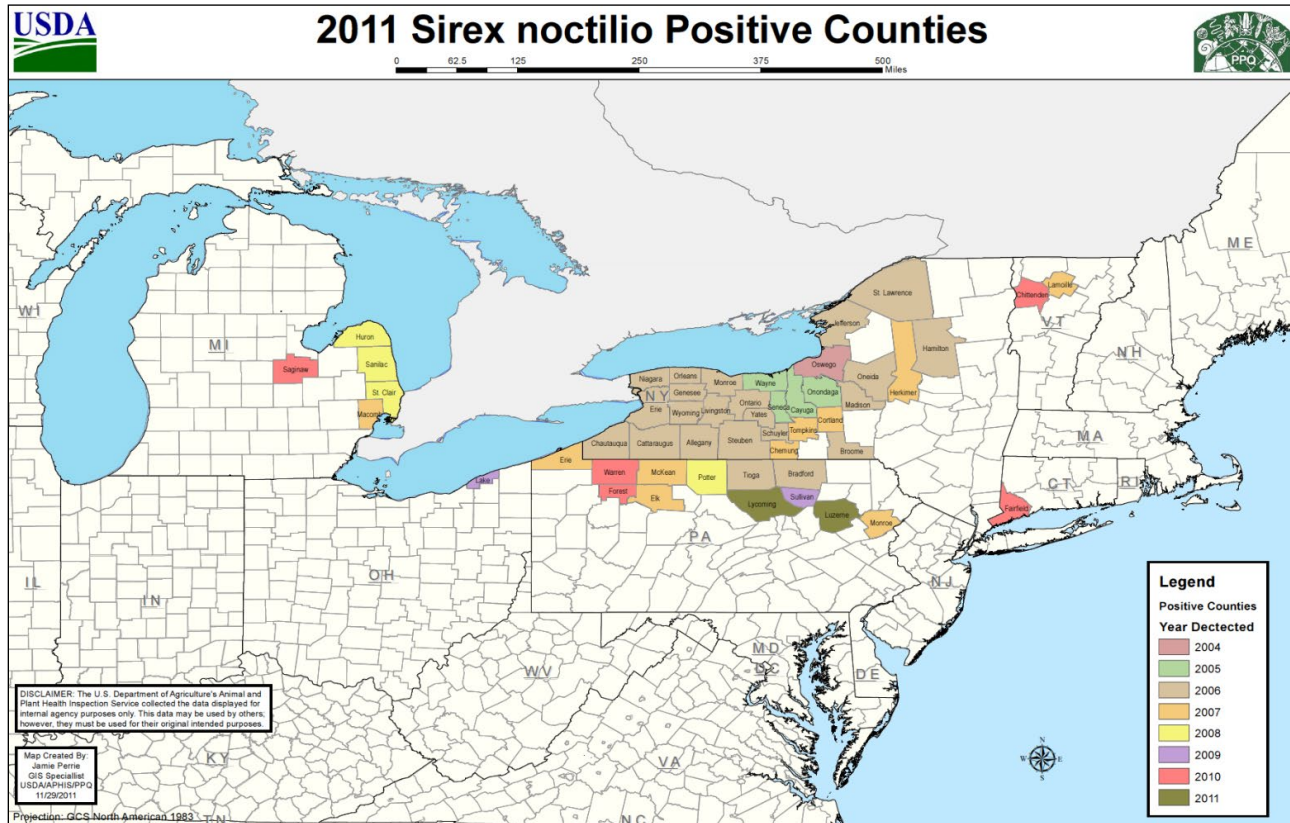 USDA
2011 Sirex noctilio Positive Counties
PPQ
0 62.5 125 250 375 500
Miles
ME
St. Lawrence
Chittenden
Lamoille
WI
VT
Jefferson
Huron
MI
NH
Hamilton
Sanilac
Oswego
Saginaw
Oneida
Niagara
Orleans
Monroe
Wayne
St. Clair
Herkimer
NY
Genesee
Ontario
Seneca
Onondaga
Madison
Macomb
Erie
Wyoming
Livingston
Yates
Cayuga
Cortland
Schuyler
Tompkins
MA
Chautauqua
Cattaraugus
Allegany
Steuben
Chemung
Broome
Erie
Lake
Warren
McKean
Potter
Tioga
Bradford
CT
RI
Forest
Elk
Lycoming
Sullivan
Luzerne
Monroe
Fairfield
PA
IL
IN
OH
NJ
MD
DC
WV
DE
KY
VA
TN
NC
Legend
Positive Counties
Year Dectected
2004
2005
2006
2007
2008
2009
2010
2011
N
W E
S
DISCLAIMER: The U.S. Department of Agriculture's Animal and
Plant Health Inspection Service collected the data displayed for
internal agency purposes only. This data may be used by others;
however, they must be used for their original intended purposes.
Map Created By:
Jamie Perrie
GIS Speciallist
USDA/APHIS/PPQ
11/29/2011
Projection: GCS North American 1983